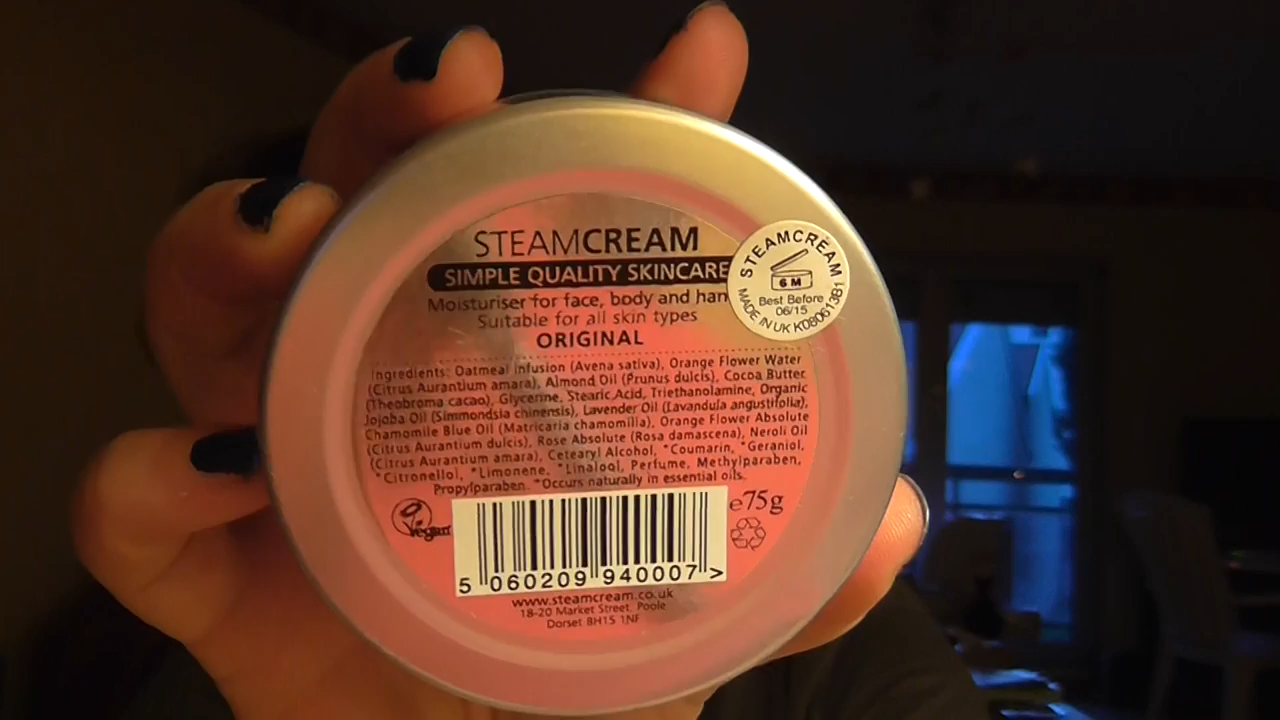 STEAMCREAM
SIMPLE QUALITY SKINCARE
Moisturiser for face, body and han
Suitable for all skin types
ORIGINAL
Ingredients: Oatmeal Infusion (Avena sativa), Orange Flower Water
(Citrus Aurantium amara), Almond Oil (Prunus dulcis), Cocoa Butter
(Theobroma cacao), Glycerine, Stearic Acid, Triethanolamine, Organic
Jojoba Oil (Simmondsia chinensis), Lavender Oil (Lavandula angustifolia),
Chamomile Blue Oil (Matricaria chamomilla), Orange Flower Absolute
(Citrus Aurantium dulcis), Rose Absolute (Rosa damascena), Neroli Oil
(Citrus Aurantium amara), Cetearyl Alcohol, *Coumarin, *Geraniol,
*Citronellol, *Limonene, *Linalool, Perfume, Methylparaben,
Propylparaben. *Occurs naturally in essential oils.
Vegan
e75g
5 060209 940007 >
www.steamcream.co.uk
18-20 Market Street, Poole
Dorset BH15 1NF
STEAMCREAM
6 M
Best Before
06/15
MADE IN UK K080613B1